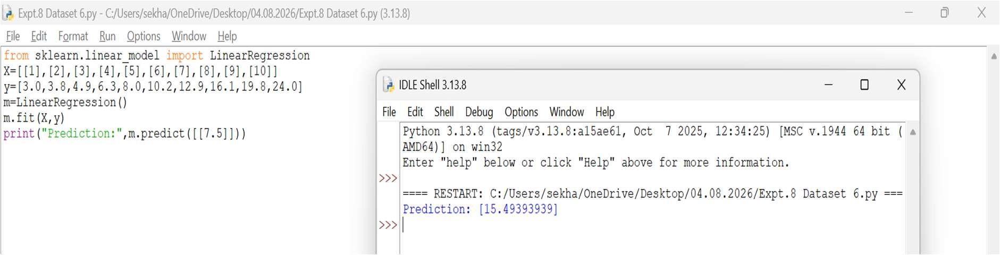 Expt.8 Dataset 6.py - C:/Users/sekha/OneDrive/Desktop/04.08.2026/Expt.8 Dataset 6.py (3.13.8)
File Edit Format Run Options Window Help
from sklearn.linear_model import LinearRegression
X=[[1],[2],[3],[4],[5],[6],[7],[8],[9],[10]]
y=[3.0,3.8,4.9,6.3,8.0,10.2,12.9,16.1,19.8,24.0]
m=LinearRegression()
m.fit(X,y)
print("Prediction:",m.predict([[7.5]]))
IDLE Shell 3.13.8
File Edit Shell Debug Options Window Help
Python 3.13.8 (tags/v3.13.8:a15ae61, Oct  7 2025, 12:34:25) [MSC v.1944 64 bit (
AMD64)] on win32
Enter "help" below or click "Help" above for more information.
>>>
==== RESTART: C:/Users/sekha/OneDrive/Desktop/04.08.2026/Expt.8 Dataset 6.py ===
Prediction: [15.49393939]
>>>